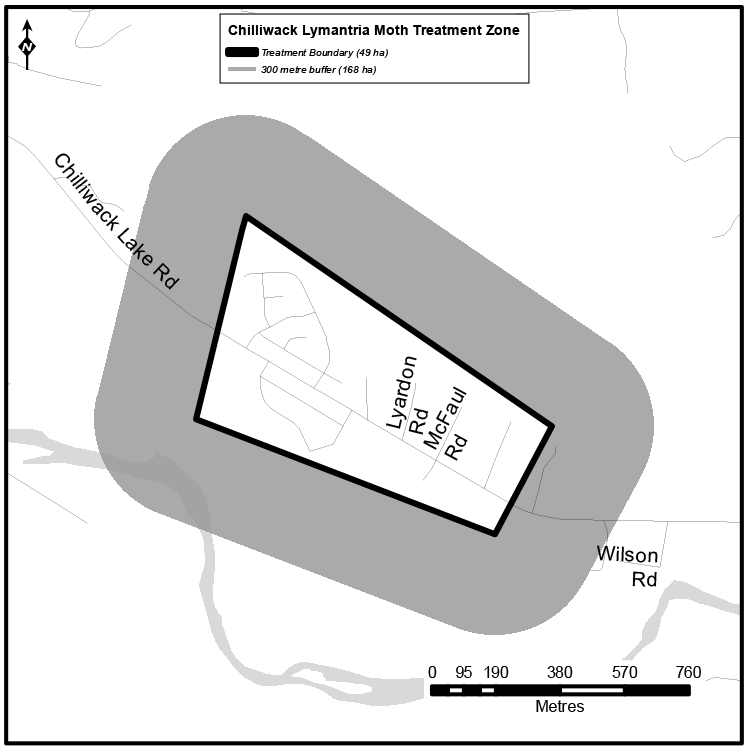 Chilliwack Lymantria Moth Treatment Zone
Treatment Boundary (49 ha)
300 metre buffer (168 ha)
N
Chilliwack Lake Rd
Lyardon
Rd
McFaul
Rd
Wilson
Rd
0 95 190 380 570 760
Metres